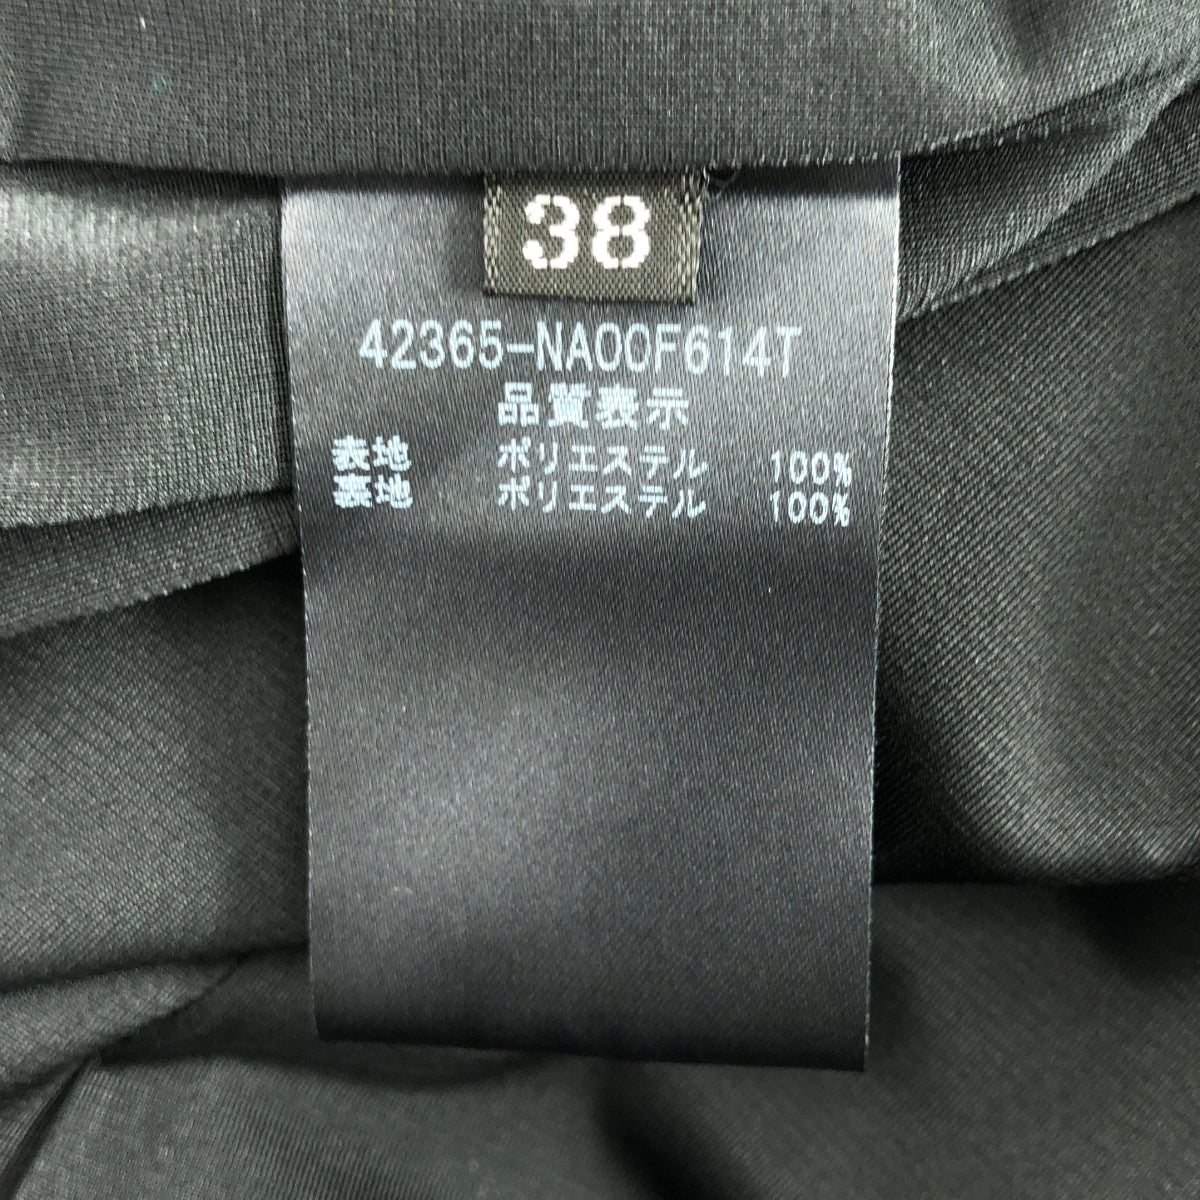 38
42365-NA00F614T
品質表示
表地 ポリエステル 100%
裏地 ポリエステル 100%